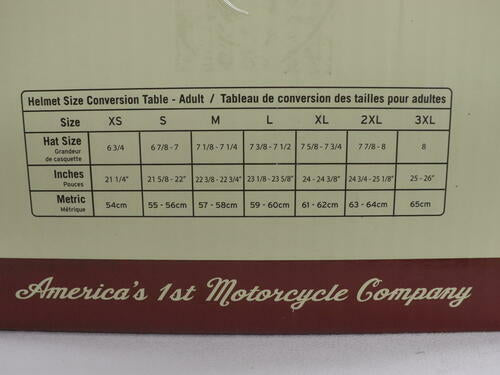 Helmet Size Conversion Table - Adult / Tableau de conversion des tailles pour adultes
Size XS S M L XL 2XL 3XL
Hat Size 6 3/4 6 7/8 - 7 7 1/8 - 7 1/4 7 3/8 - 7 1/2 7 5/8 - 7 3/4 7 7/8 - 8 8
Grandeur
de casquette
Inches 21 1/4" 21 5/8 - 22" 22 3/8 - 22 3/4" 23 1/8 - 23 5/8" 24 - 24 3/8" 24 3/4 - 25 1/8" 25 - 26"
Pouces
Metric 54cm 55 - 56cm 57 - 58cm 59 - 60cm 61 - 62cm 63 - 64cm 65cm
Métrique
America's 1st Motorcycle Company